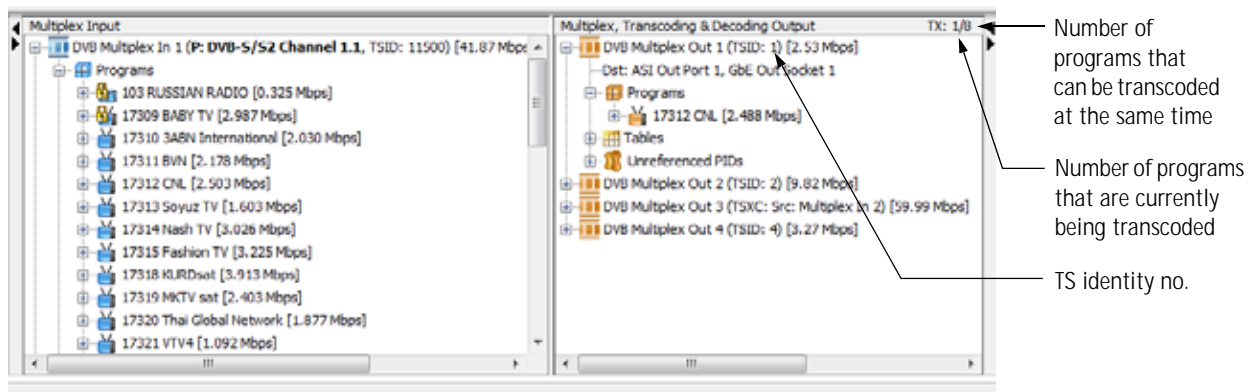 Multiplex Input
DVB Multiplex In 1 (P: DVB-S/S2 Channel 1.1, TSID: 11500) [41.87 Mbps
Programs
103 RUSSIAN RADIO [0.325 Mbps]
17309 BABY TV [2.987 Mbps]
17310 3ABN International [2.030 Mbps]
17311 BVN [2.178 Mbps]
17312 CNL [2.503 Mbps]
17313 Soyuz TV [1.603 Mbps]
17314 Nash TV [3.026 Mbps]
17315 Fashion TV [3.225 Mbps]
17318 KURDsat [3.913 Mbps]
17319 MKTV sat [2.403 Mbps]
17320 Thai Global Network [1.877 Mbps]
17321 VTV4 [1.092 Mbps]
Multiplex, Transcoding & Decoding Output TX: 1/8
DVB Multiplex Out 1 (TSID: 1) [2.53 Mbps]
Dst: ASI Out Port 1, GbE Out Socket 1
Programs
17312 CNL [2.488 Mbps]
Tables
Unreferenced PIDs
DVB Multiplex Out 2 (TSID: 2) [9.82 Mbps]
DVB Multiplex Out 3 (TSXC: Src: Multiplex In 2) [59.99 Mbps]
DVB Multiplex Out 4 (TSID: 4) [3.27 Mbps]
Number of
programs that
can be transcoded
at the same time
Number of programs
that are currently
being transcoded
TS identity no.